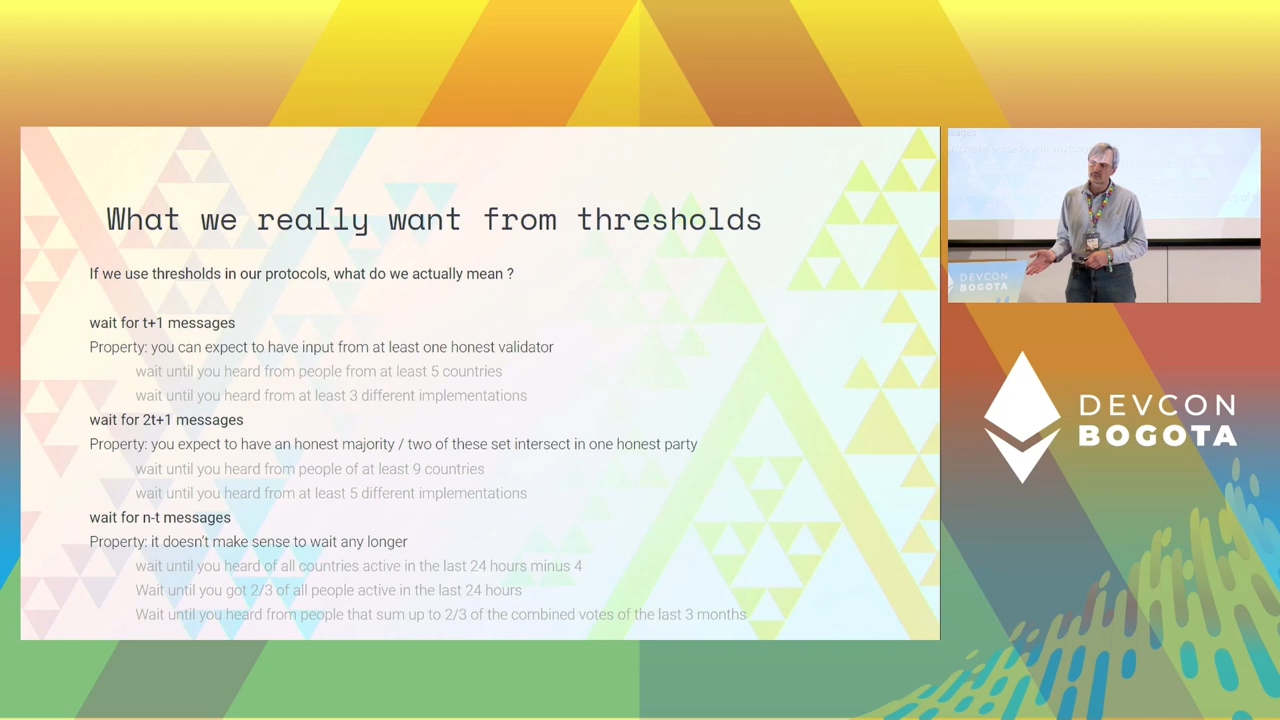 What we really want from thresholds
If we use thresholds in our protocols, what do we actually mean ?
wait for t+1 messages
Property: you can expect to have input from at least one honest validator
wait until you heard from people from at least 5 countries
wait until you heard from at least 3 different implementations
wait for 2t+1 messages
Property: you expect to have an honest majority / two of these set intersect in one honest party
wait until you heard from people of at least 9 countries
wait until you heard from at least 5 different implementations
wait for n-t messages
Property: it doesn't make sense to wait any longer
wait until you heard of all countries active in the last 24 hours minus 4
Wait until you got 2/3 of all people active in the last 24 hours
Wait until you heard from people that sum up to 2/3 of the combined votes of the last 3 months
DEVCON
BOGOTA
DEVCON
BOGOTA